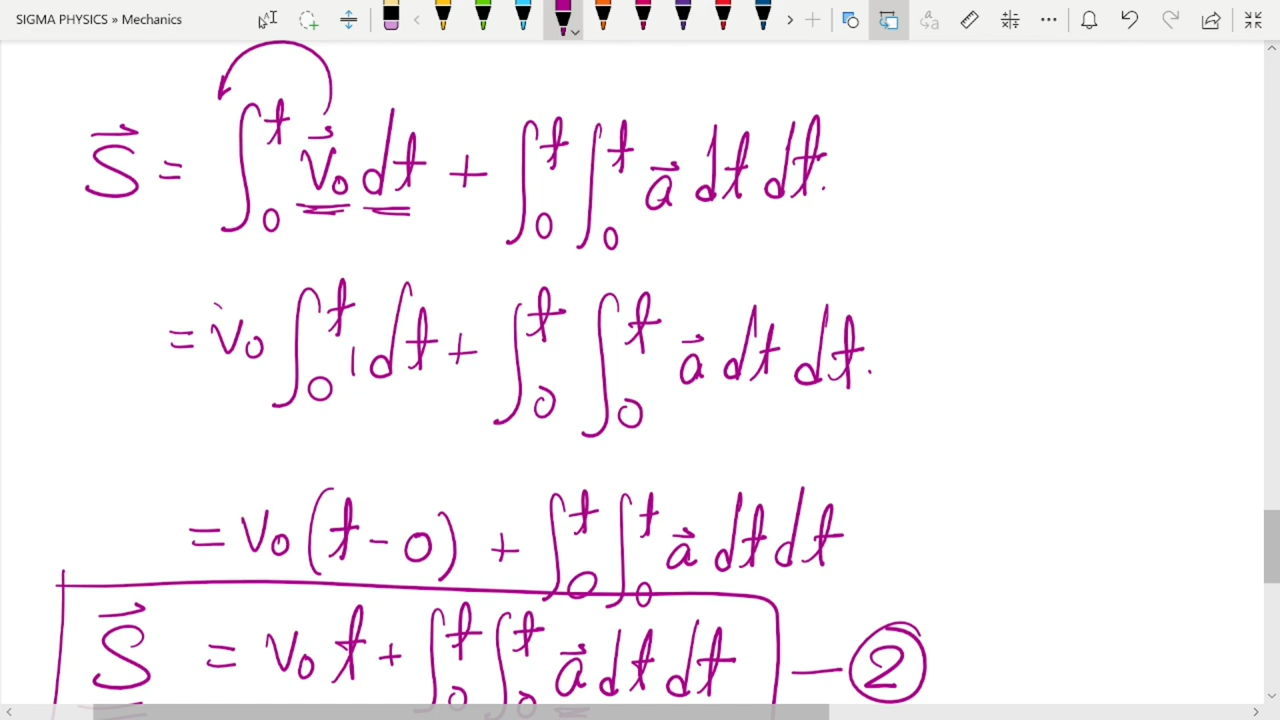 SIGMA PHYSICS » Mechanics
S⃗ = ∫₀ᵗ v⃗₀ dt + ∫₀ᵗ ∫₀ᵗ a⃗ dt dt.
= v⃗₀ ∫₀ᵗ 1 dt + ∫₀ᵗ ∫₀ᵗ a⃗ dt dt.
= v₀ (t - 0) + ∫₀ᵗ ∫₀ᵗ a⃗ dt dt
S⃗ = v₀ t + ∫₀ᵗ ∫₀ᵗ a⃗ dt dt — ②